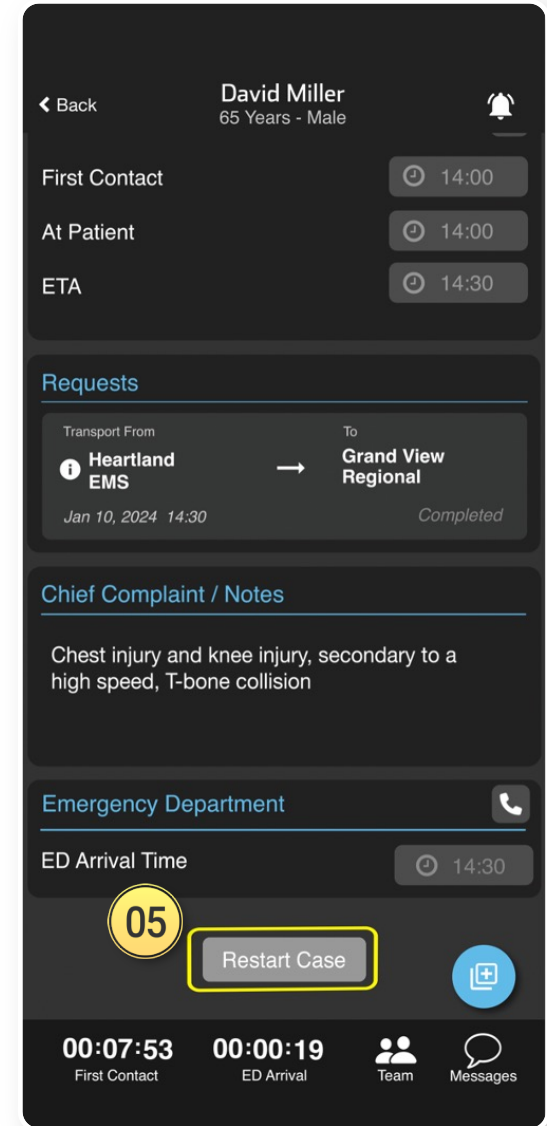 Back
David Miller
65 Years - Male
First Contact
14:00
At Patient
14:00
ETA
14:30
Requests
Transport From
Heartland
EMS
To
Grand View
Regional
Jan 10, 2024 14:30
Completed
Chief Complaint / Notes
Chest injury and knee injury, secondary to a
high speed, T-bone collision
Emergency Department
ED Arrival Time
14:30
05
Restart Case
00:07:53
First Contact
00:00:19
ED Arrival
Team
Messages